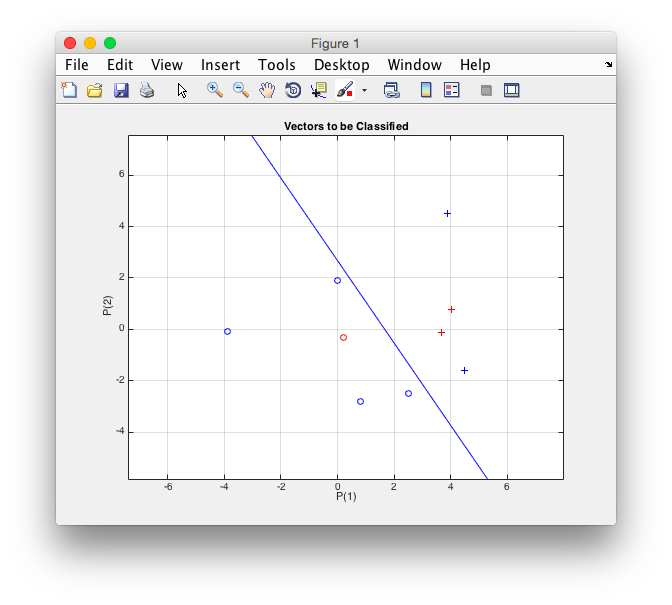 Figure 1
File Edit View Insert Tools Desktop Window Help
Vectors to be Classified
6
4
2
0
-2
-4
P(2)
-6 -4 -2 0 2 4 6
P(1)